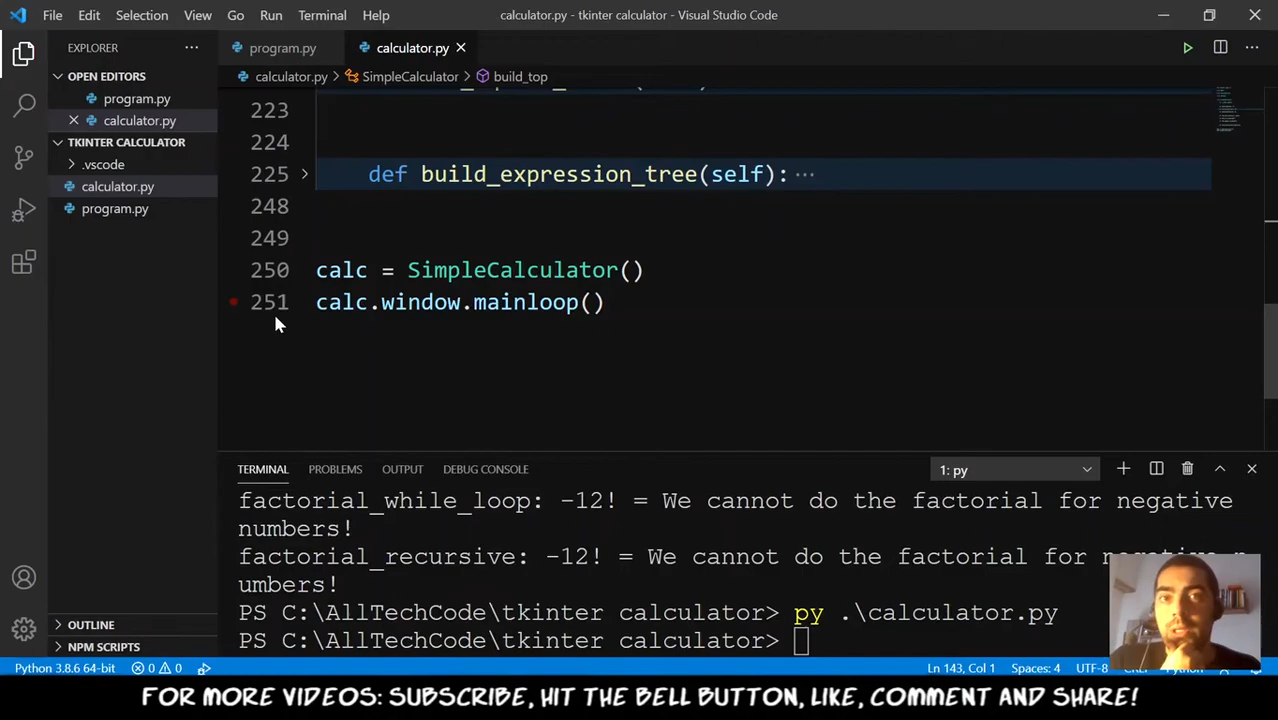 File Edit Selection View Go Run Terminal Help
calculator.py - tkinter calculator - Visual Studio Code
EXPLORER
program.py
calculator.py
OPEN EDITORS
calculator.py > SimpleCalculator > build_top
program.py
calculator.py
TKINTER CALCULATOR
.vscode
calculator.py
program.py
223
224
225 def build_expression_tree(self): ···
248
249
250 calc = SimpleCalculator()
251 calc.window.mainloop()
TERMINAL PROBLEMS OUTPUT DEBUG CONSOLE
1: py
factorial_while_loop: -12! = We cannot do the factorial for negative
numbers!
factorial_recursive: -12! = We cannot do the factorial for negative n
umbers!
PS C:\AllTechCode\tkinter calculator> py .\calculator.py
PS C:\AllTechCode\tkinter calculator>
OUTLINE
NPM SCRIPTS
Python 3.8.6 64-bit 0 0
Ln 143, Col 1 Spaces: 4 UTF-8
FOR MORE VIDEOS: SUBSCRIBE, HIT THE BELL BUTTON, LIKE, COMMENT AND SHARE!